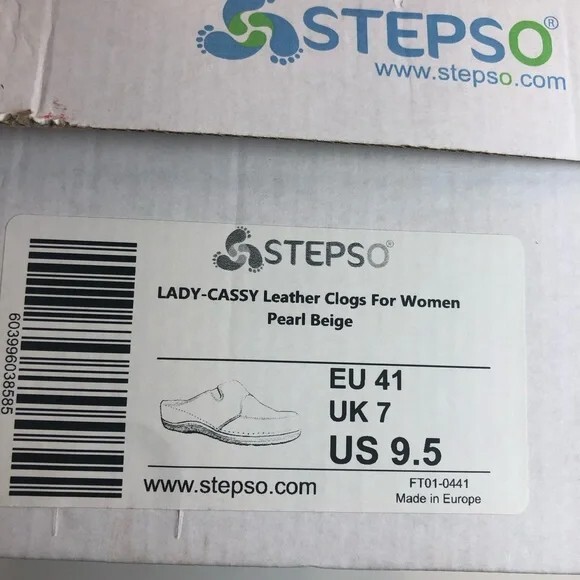 STEPSO®
www.stepso.com
STEPSO®
LADY-CASSY Leather Clogs For Women
Pearl Beige
EU 41
UK 7
US 9.5
603996038585
www.stepso.com
FT01-0441
Made in Europe